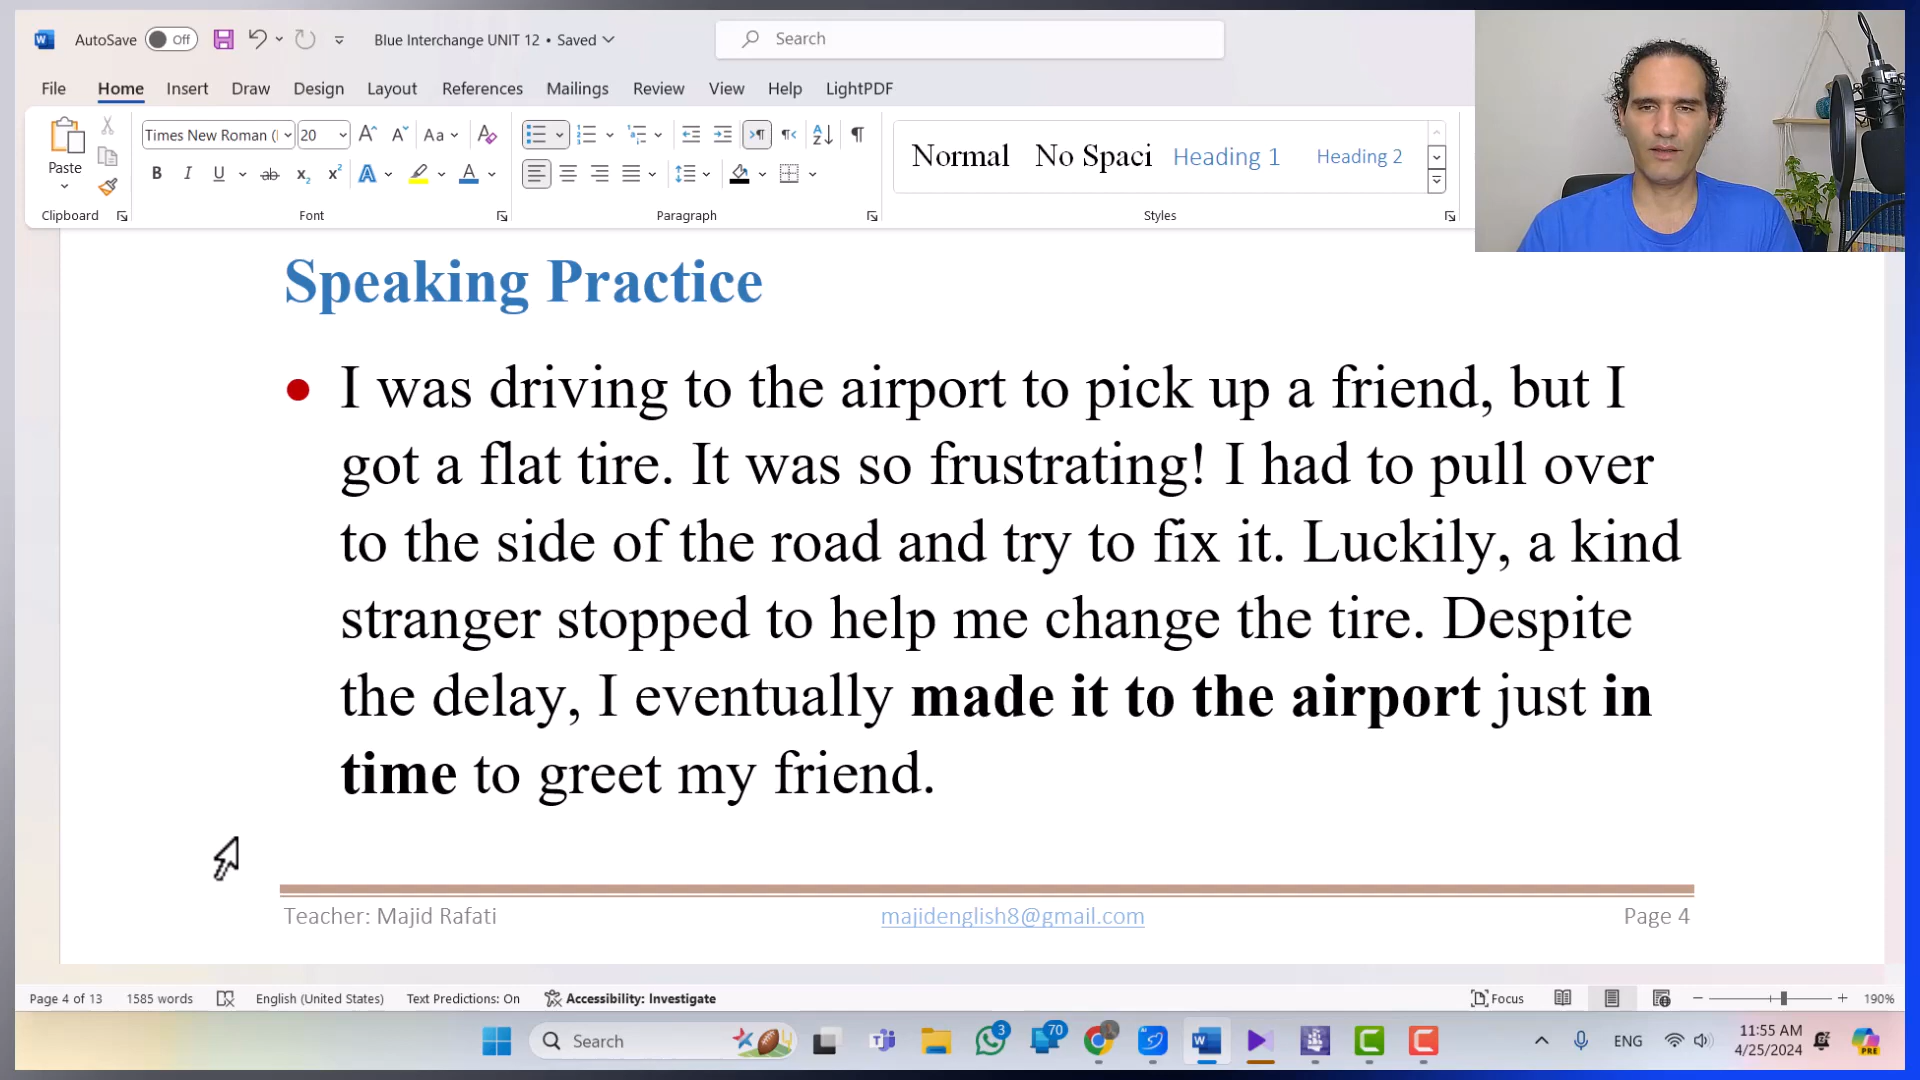 AutoSave Off Blue Interchange UNIT 12 • Saved Search
File Home Insert Draw Design Layout References Mailings Review View Help LightPDF
Paste
Times New Roman ( 20
Normal No Spaci Heading 1 Heading 2
Clipboard Font Paragraph Styles
Speaking Practice
I was driving to the airport to pick up a friend, but I
got a flat tire. It was so frustrating! I had to pull over
to the side of the road and try to fix it. Luckily, a kind
stranger stopped to help me change the tire. Despite
the delay, I eventually made it to the airport just in
time to greet my friend.
Teacher: Majid Rafati majidenglish8@gmail.com Page 4
Page 4 of 13 1585 words English (United States) Text Predictions: On Accessibility: Investigate Focus 190%
Search 3 70 ENG 11:55 AM
4/25/2024
PRE